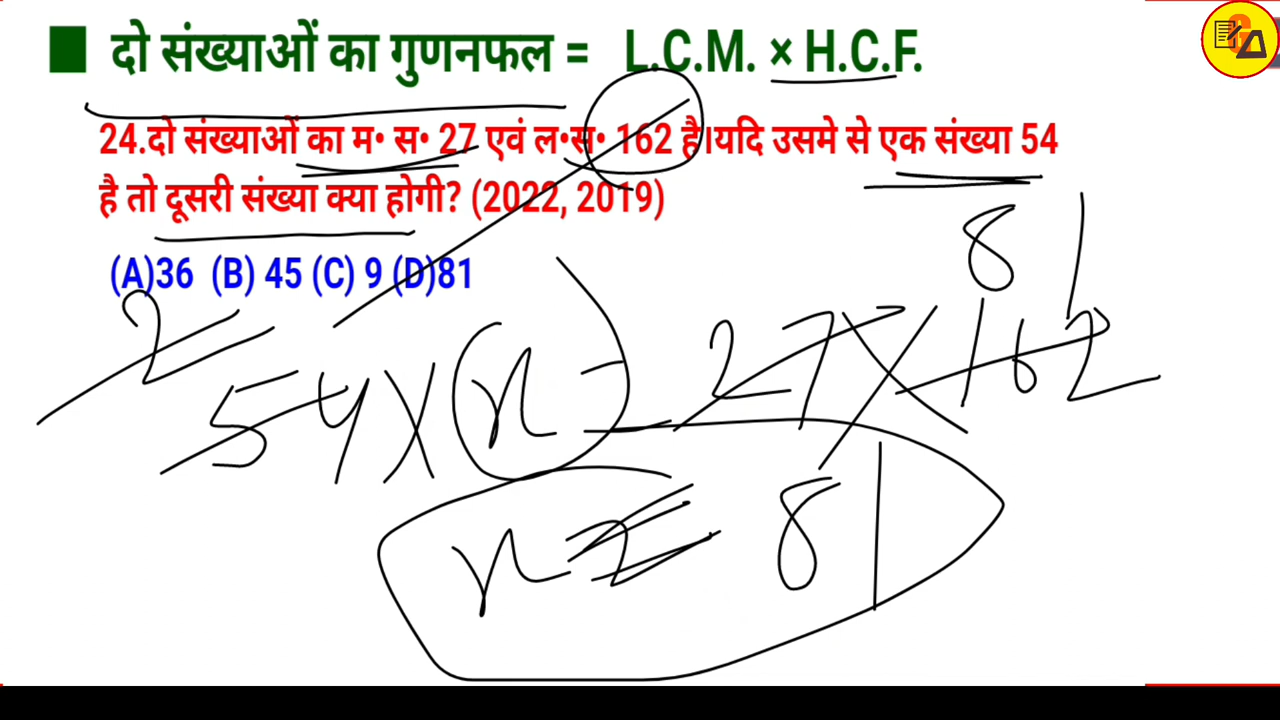 दो संख्याओं का गुणनफल = L.C.M. × H.C.F.
24.दो संख्याओं का म• स• 27 एवं ल•स• 162 है।यदि उसमे से एक संख्या 54
है तो दूसरी संख्या क्या होगी? (2022, 2019)
(A)36 (B) 45 (C) 9 (D)81
81
2
54 × x = 27 × 162
x = 81